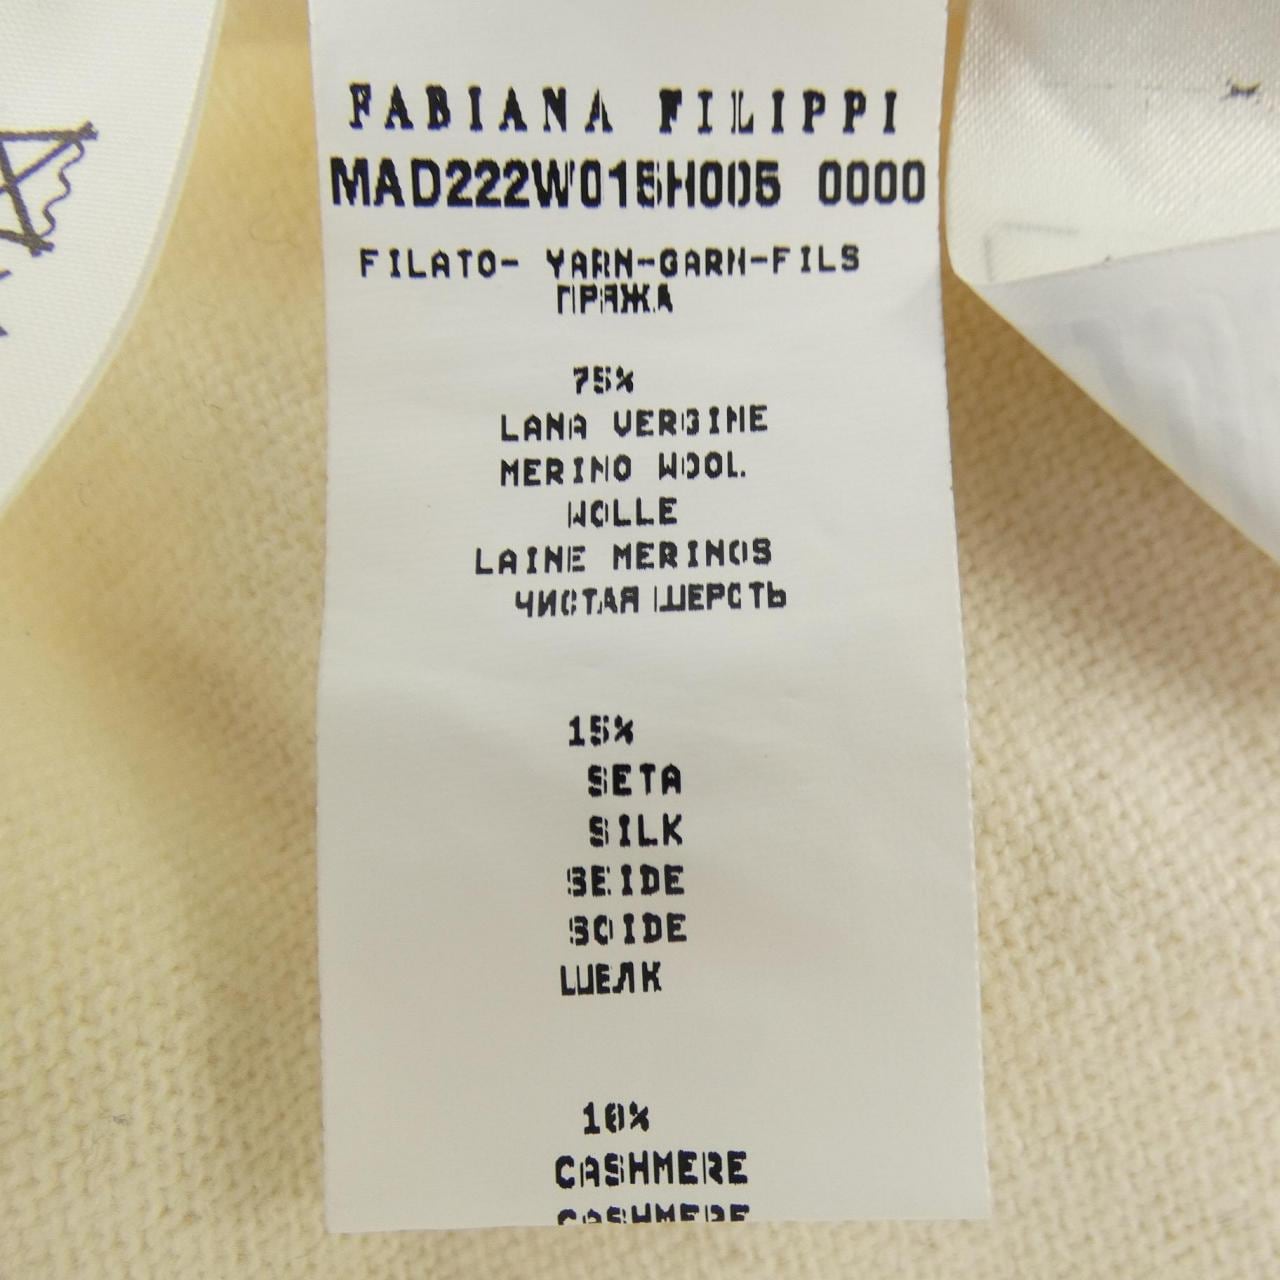 FABIANA FILIPPI
MAD222W015H005 0000
FILATO- YARN-GARN-FILS
ПРЯЖА
75%
LANA VERGINE
MERINO WOOL
WOLLE
LAINE MERINOS
ЧИСТАЯ ШЕРСТЬ
15%
SETA
SILK
SEIDE
SOIDE
ШЕЛК
10%
CASHMERE
CASHMERE